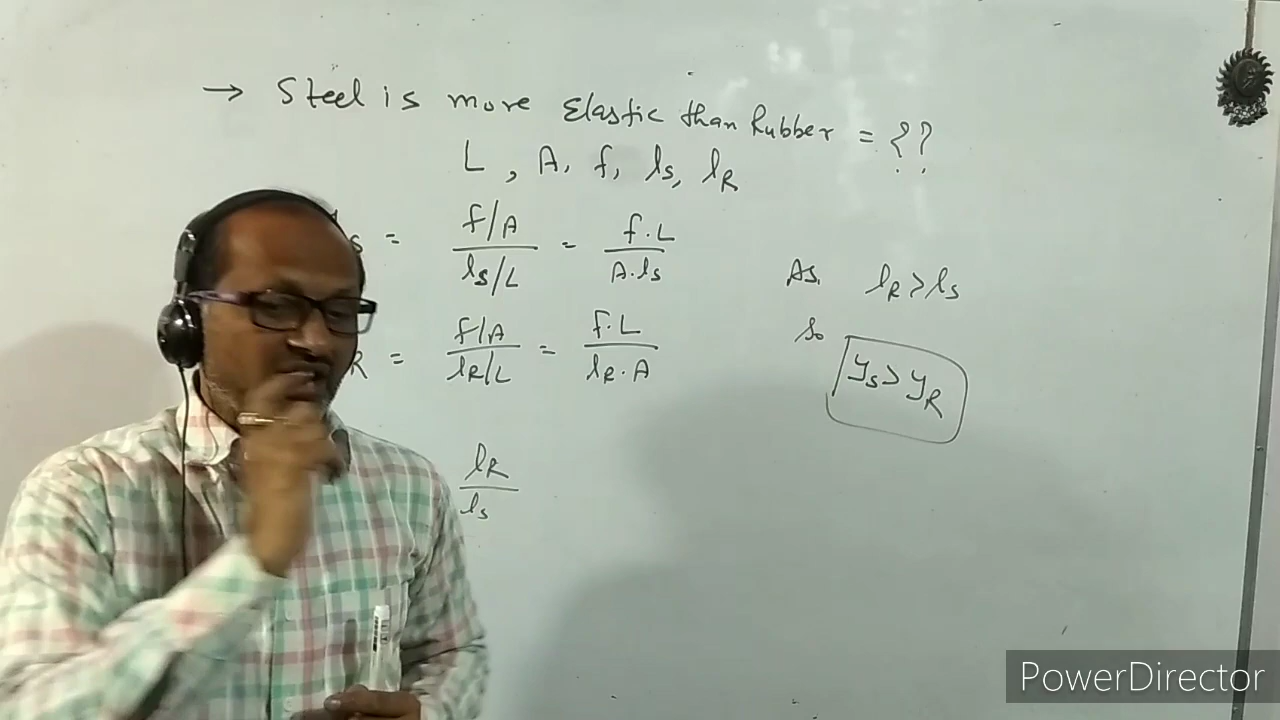 → Steel is more Elastic than Rubber = ??
L, A, f, ls, lR
s = f/A / ls/L = f.L / A.ls
As, lR > ls
R = f/A / lR/L = f.L / lR.A
So
Ys > YR
lR / ls
PowerDirector